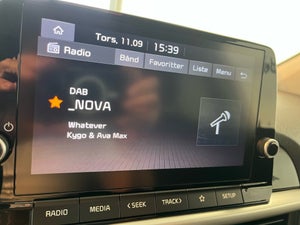 Tors, 11.09 15:39
Radio Bånd Favoritter Liste Menu
DAB
_NOVA
Whatever
Kygo & Ava Max
RADIO MEDIA <SEEK TRACK> SETUP